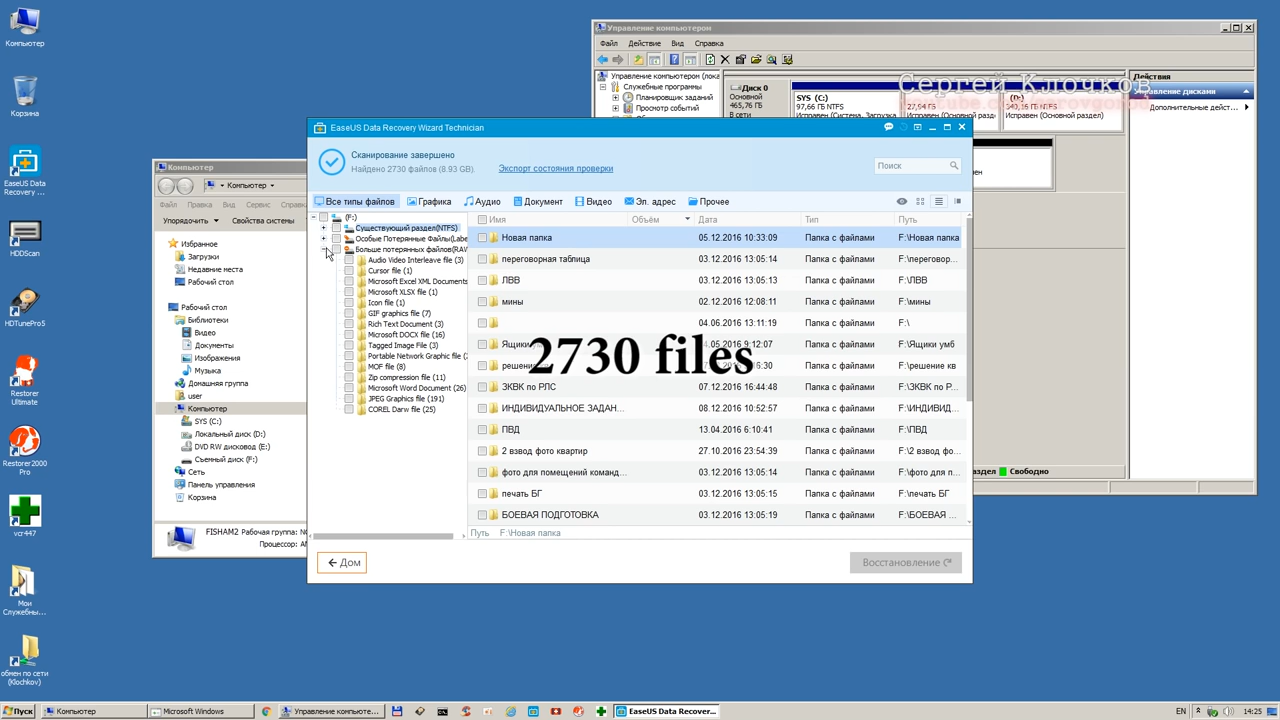 Компьютер
Корзина
EaseUS Data
Recovery ...
HDDScan
HDTunePro5
Restorer
Ultimate
Restorer2000
Pro
vcr447
Мои
Служебны...
обмен по сети
(Klochkov)
Управление компьютером
Файл Действие Вид Справка
Управление компьютером (лока
Служебные программы
Планировщик заданий
Просмотр событий
Диск 0
Основной
465,76 ГБ
В сети
SYS (C:)
97,66 ГБ NTFS
Исправен (Система, Загрузка
27,94 ГБ
Исправен (Основной раздел)
(D:)
Исправен (Основной раздел)
Сергей Клочков
Действия
Управление дисками
Дополнительные дейст...
Свободно
Компьютер
Компьютер
Файл Правка Вид Сервис
Упорядочить Свойства системы
Избранное
Загрузки
Недавние места
Рабочий стол
Рабочий стол
Библиотеки
Видео
Документы
Изображения
Музыка
Домашняя группа
user
Компьютер
SYS (C:)
Локальный диск (D:)
DVD RW дисковод (E:)
Съемный диск (F:)
Сеть
Панель управления
Корзина
FISHAM2 Рабочая группа:
Процессор:
EaseUS Data Recovery Wizard Technician
Сканирование завершено
Найдено 2730 файлов (8.93 GB)
Экспорт состояния проверки
Поиск
Все типы файлов Графика Аудио Документ Видео Эл. адрес Прочее
(F:)
Существующий раздел(NTFS)
Особые Потерянные Файлы(Labe
Больше потерянных файлов(RAW
Audio Video Interleave file (3)
Cursor file (1)
Microsoft Excel XML Documents
Microsoft XLSX file (1)
Icon file (1)
GIF graphics file (7)
Rich Text Document (3)
Microsoft DOCX file (16)
Tagged Image File (3)
Portable Network Graphic file (2
MOF file (8)
Zip compression file (11)
Microsoft Word Document (26)
JPEG Graphics file (191)
COREL Darw file (25)
Имя Объём Дата Тип Путь
Новая папка 05.12.2016 10:33:09 Папка с файлами F:\Новая папка
переговорная таблица 03.12.2016 13:05:14 Папка с файлами F:\перегово­р...
ЛВВ 03.12.2016 13:05:13 Папка с файлами F:\ЛВВ
мины 02.12.2016 12:08:11 Папка с файлами F:\мины
04.06.2016 13:11:19 Папка с файлами F:\
Ящики 9:12:07 Папка с файлами F:\Ящики умб
решени 16:30 Папка с файлами F:\решение кв
2730 files
ЗКВК по РЛС 07.12.2016 16:44:48 Папка с файлами F:\ЗКВК по Р...
ИНДИВИДУАЛЬНОЕ ЗАДАН... 08.12.2016 10:52:57 Папка с файлами F:\ИНДИВИД...
ПВД 13.04.2016 6:10:41 Папка с файлами F:\ПВД
2 взвод фото квартир 27.10.2016 23:54:39 Папка с файлами F:\2 взвод фо...
фото для помещений команд... 03.12.2016 13:05:14 Папка с файлами F:\фото для п...
печать БГ 03.12.2016 13:05:15 Папка с файлами F:\печать БГ
БОЕВАЯ ПОДГОТОВКА 03.12.2016 13:05:19 Папка с файлами F:\БОЕВАЯ ...
Путь F:\Новая папка
Дом
Восстановление
Пуск Компьютер Microsoft Windows Управление компьюте... EaseUS Data Recover... EN 14:25